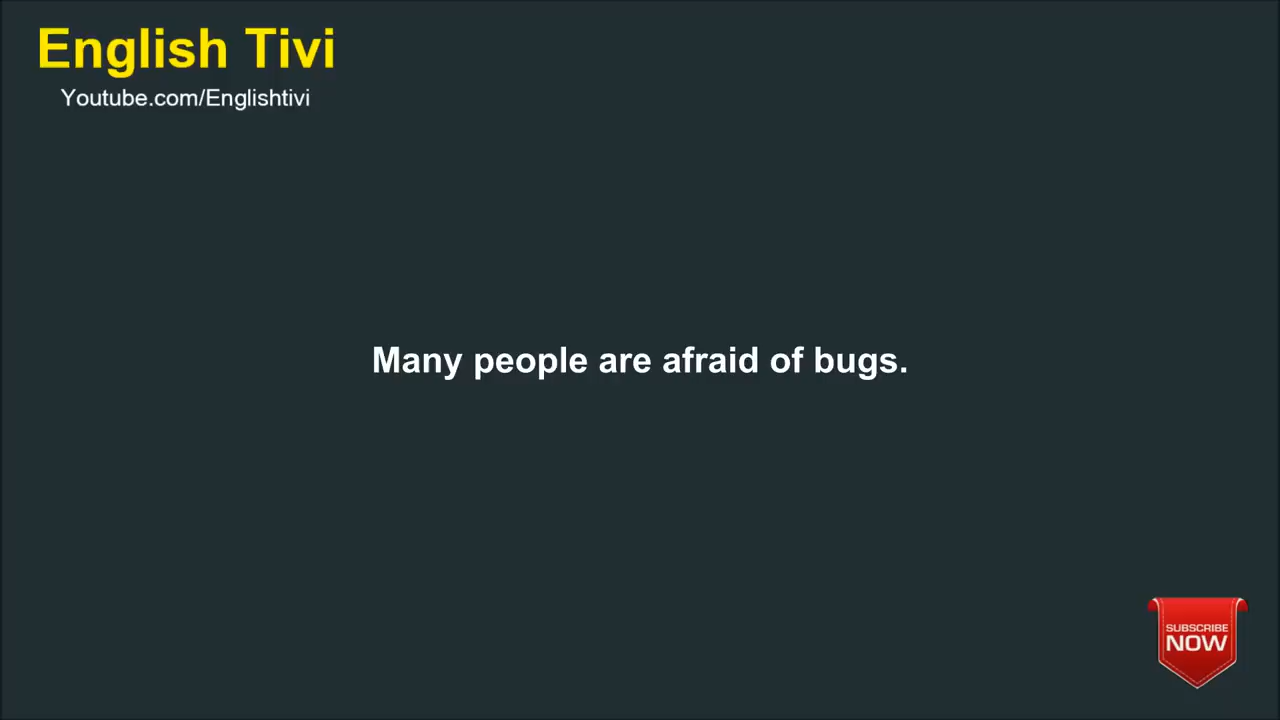 English Tivi
Youtube.com/Englishtivi
Many people are afraid of bugs.
SUBSCRIBE
NOW